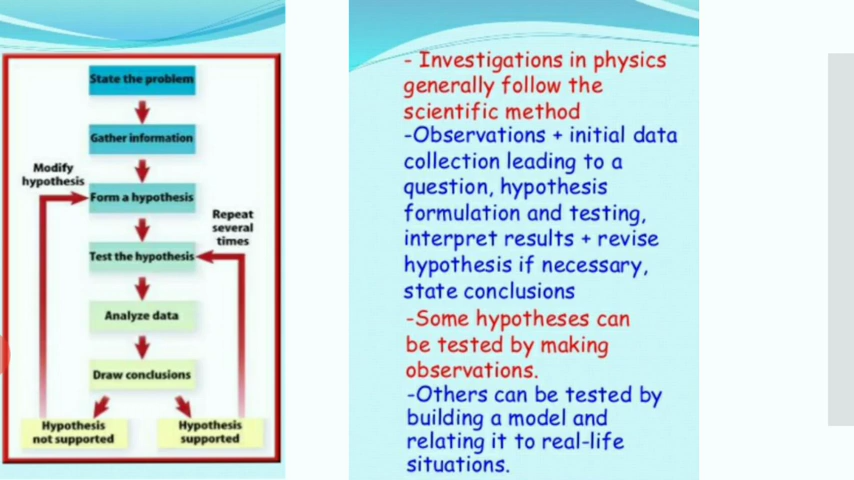 State the problem
Gather information
Modify
hypothesis
Form a hypothesis
Repeat
several
times
Test the hypothesis
Analyze data
Draw conclusions
Hypothesis
not supported
Hypothesis
supported
- Investigations in physics
generally follow the
scientific method
-Observations + initial data
collection leading to a
question, hypothesis
formulation and testing,
interpret results + revise
hypothesis if necessary,
state conclusions
-Some hypotheses can
be tested by making
observations.
-Others can be tested by
building a model and
relating it to real-life
situations.